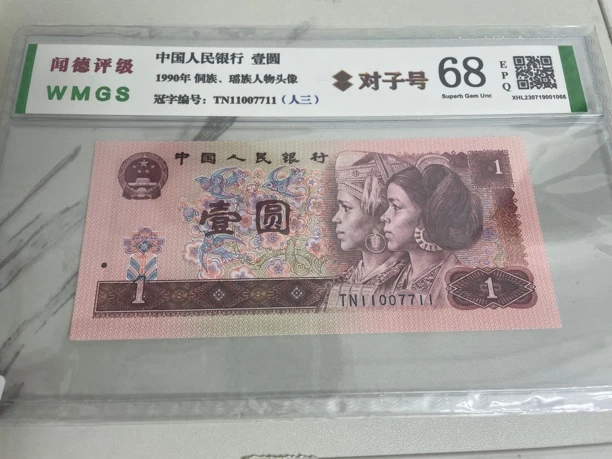 闻德评级
WMGS
中国人民银行 壹圆
1990年 侗族、瑶族人物头像
冠字编号：TN11007711（人三）
对子号
68
Superb Gem Unc
EPQ
XHL230719001066
中国人民银行
壹圆
1
1
TN11007711
1